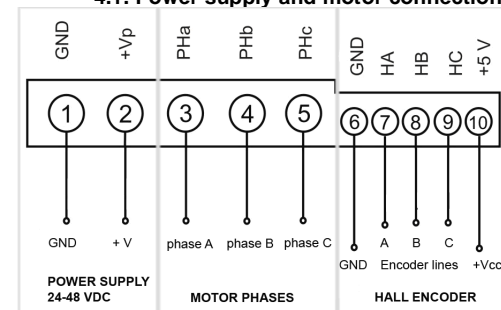 4.1. Power supply and motor connection
GND +Vp PHa PHb PHc GND HA HB HC +5 V
1 2 3 4 5 6 7 8 9 10
GND + V phase A phase B phase C A B C
GND Encoder lines +Vcc
POWER SUPPLY
24-48 VDC
MOTOR PHASES
HALL ENCODER